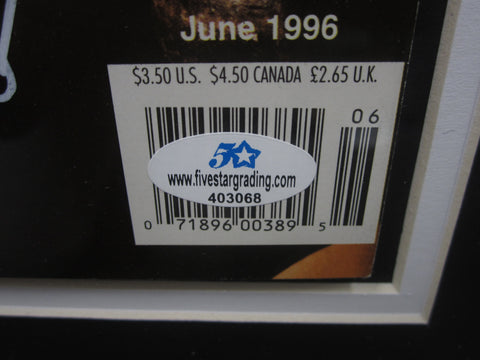 June 1996
$3.50 U.S. $4.50 CANADA £2.65 U.K.
06
5
www.fivestargrading.com
403068
0 71896 00389 5